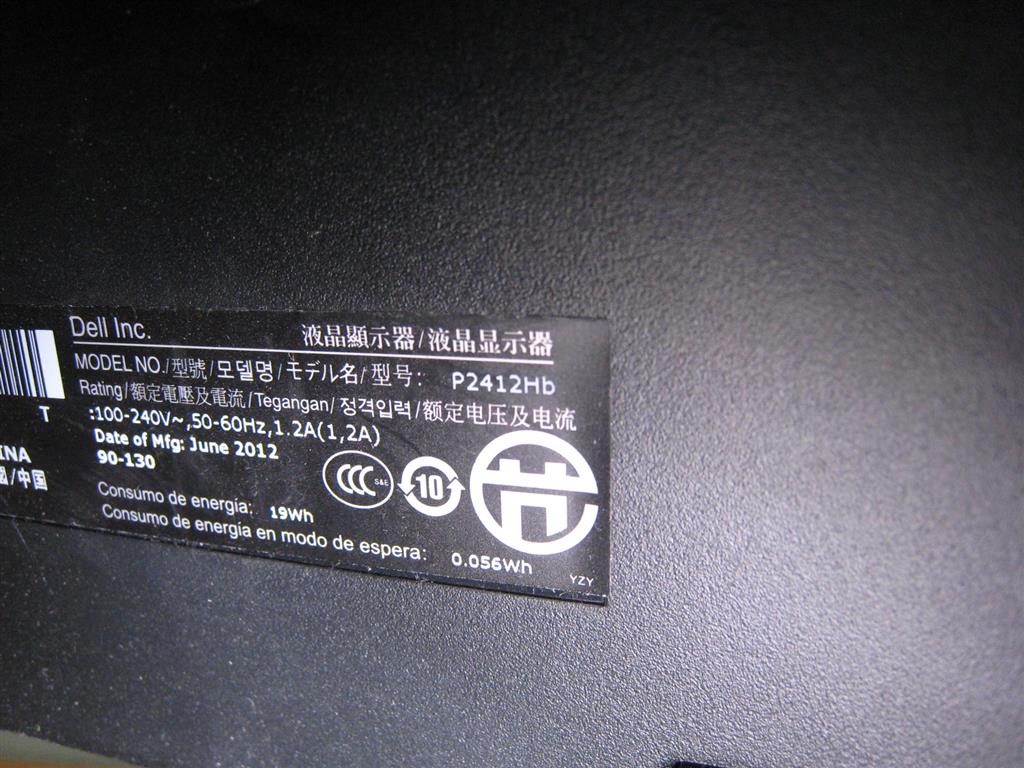 Dell Inc. 液晶顯示器/液晶显示器
MODEL NO./型號/모델명/モデル名/型号: P2412Hb
Rating/額定電壓及電流/Tegangan/정격입력/额定电压及电流
:100-240V~,50-60Hz,1.2A(1,2A)
T
Date of Mfg: June 2012
INA
90-130
國/中国
CCC S&E
10
Consumo de energía: 19Wh
Consumo de energía en modo de espera: 0.056Wh
YZY